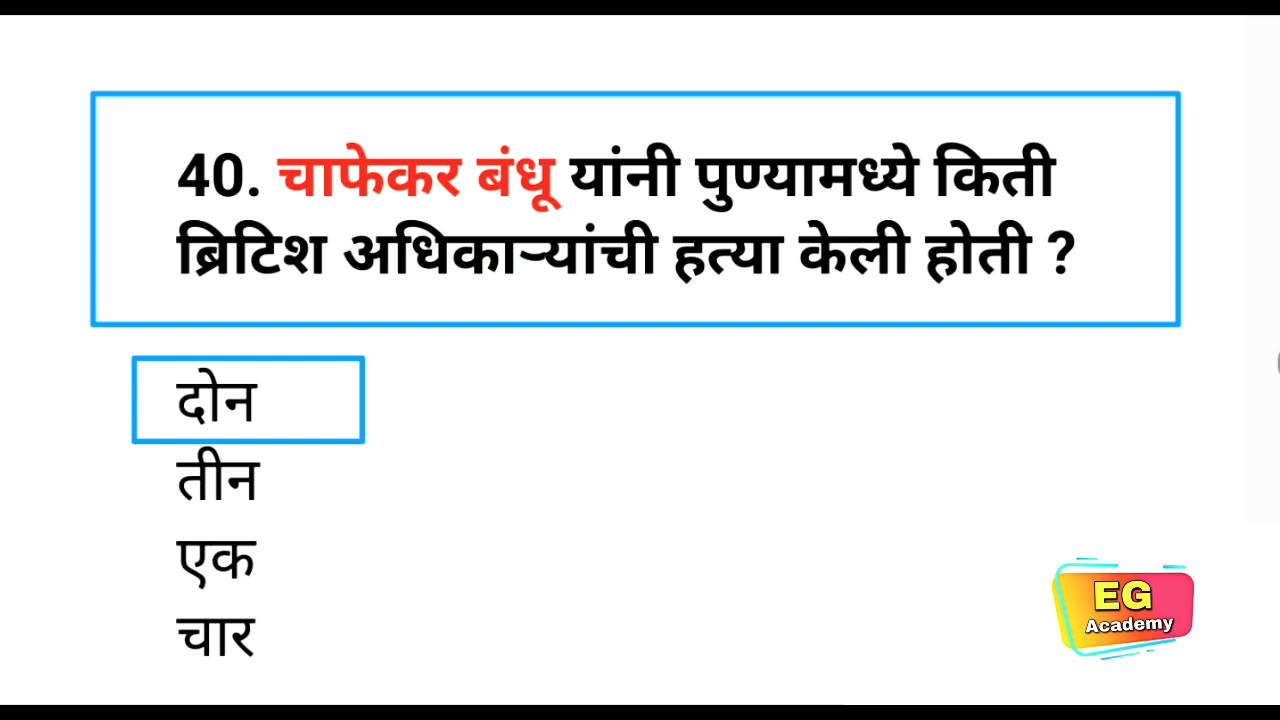 40. चाफेकर बंधू यांनी पुण्यामध्ये किती
ब्रिटिश अधिकाऱ्यांची हत्या केली होती ?
दोन
तीन
एक
चार
EG
Academy